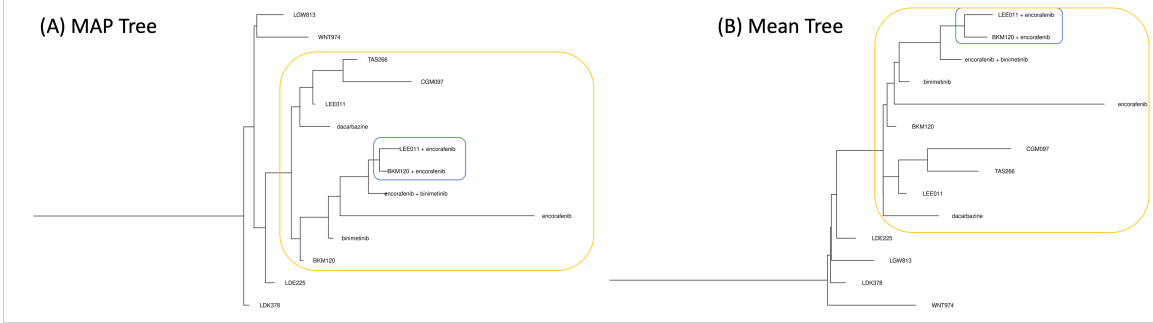 (A) MAP Tree
LGW813
WNT974
TAS266
CGM097
LEE011
dacarbazine
LEE011 + encorafenib
BKM120 + encorafenib
encorafenib + binimetinib
encorafenib
binimetinib
BKM120
LDE225
LDK378
(B) Mean Tree
LEE011 + encorafenib
BKM120 + encorafenib
encorafenib + binimetinib
binimetinib
encorafenib
BKM120
CGM097
TAS266
LEE011
dacarbazine
LDE225
LGW813
LDK378
WNT974